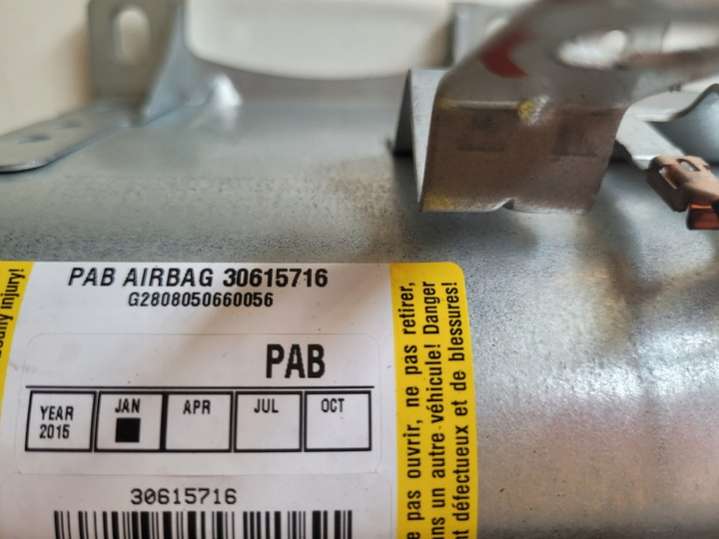 PAB AIRBAG 30615716
G2808050660056
PAB
YEAR 2015
JAN
APR
JUL
OCT
30615716
injury!
pas ouvrir, ne pas retirer,
un autre véhicule! Danger
défectueux et de blessures!